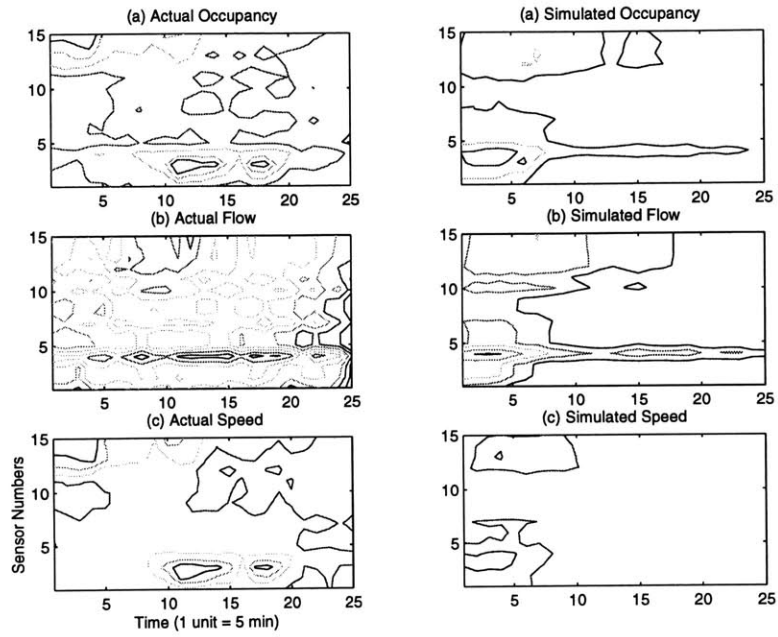 (a) Actual Occupancy
15
10
5
5 10 15 20 25
(b) Actual Flow
15
10
5
5 10 15 20 25
(c) Actual Speed
15
10
5
5 10 15 20 25
Sensor Numbers
Time (1 unit = 5 min)
(a) Simulated Occupancy
15
10
5
5 10 15 20 25
(b) Simulated Flow
15
10
5
5 10 15 20 25
(c) Simulated Speed
15
10
5
5 10 15 20 25